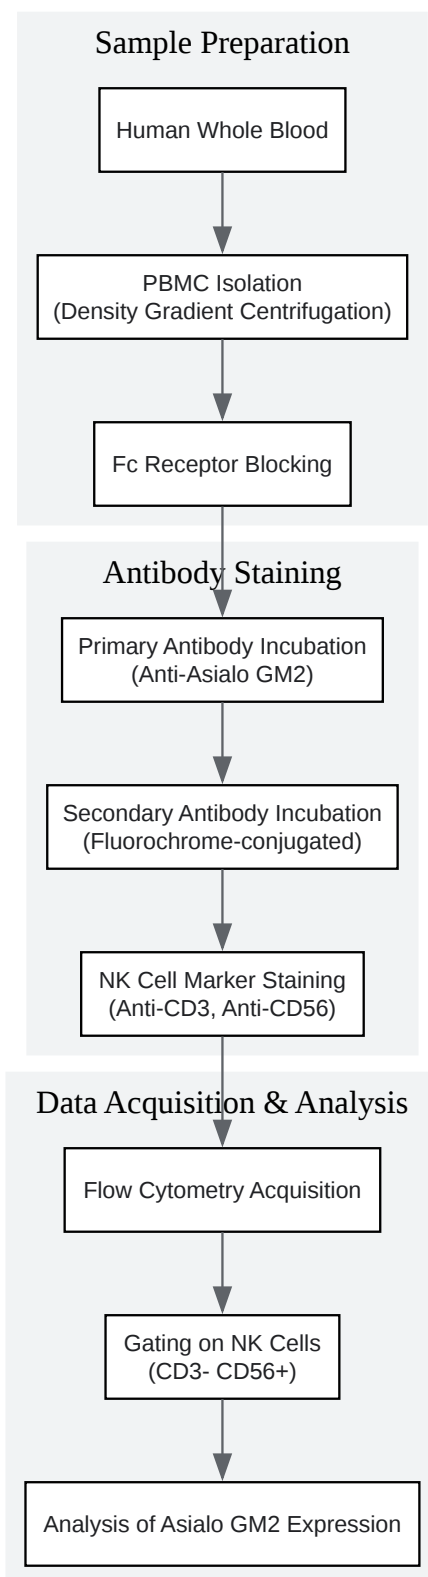 Sample Preparation
Human Whole Blood
PBMC Isolation
(Density Gradient Centrifugation)
Fc Receptor Blocking
Antibody Staining
Primary Antibody Incubation
(Anti-Asialo GM2)
Secondary Antibody Incubation
(Fluorochrome-conjugated)
NK Cell Marker Staining
(Anti-CD3, Anti-CD56)
Data Acquisition & Analysis
Flow Cytometry Acquisition
Gating on NK Cells
(CD3- CD56+)
Analysis of Asialo GM2 Expression